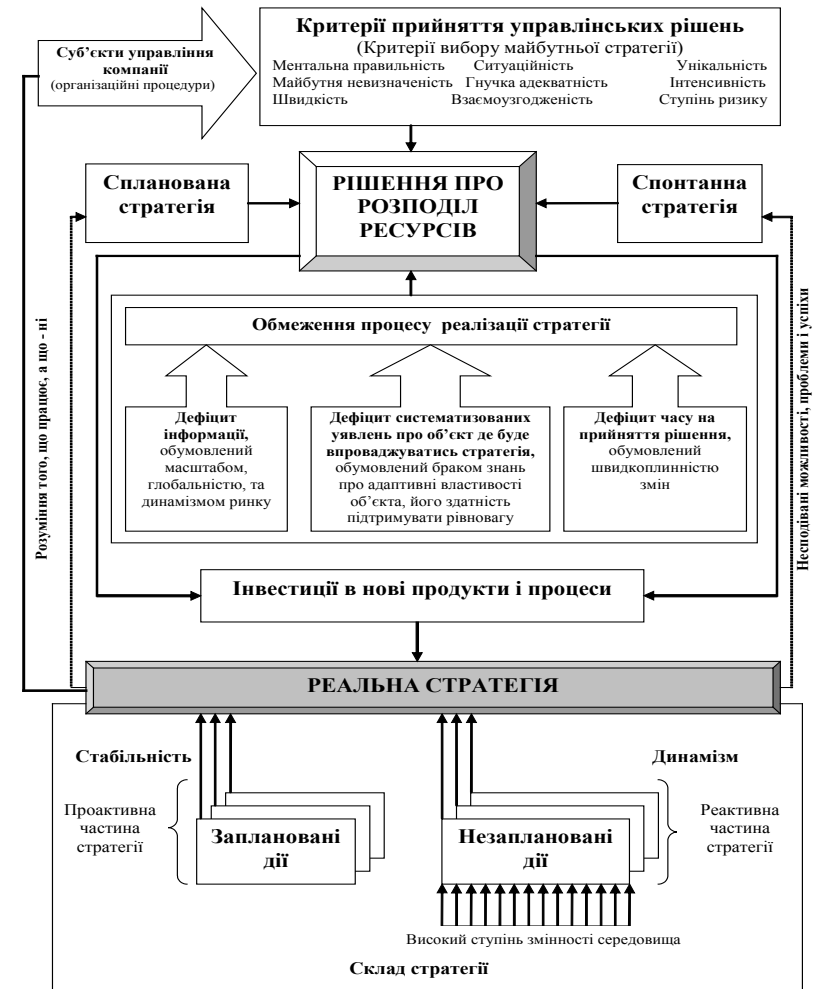 Суб’єкти управління
компанії
(організаційні процедури)
Критерії прийняття управлінських рішень
(Критерії вибору майбутньої стратегії)
Ментальна правильність Ситуаційність Унікальність
Майбутня невизначеність Гнучка адекватність Інтенсивність
Швидкість Взаємоузгодженість Ступінь ризику
Спланована
стратегія
РІШЕННЯ ПРО
РОЗПОДІЛ
РЕСУРСІВ
Спонтанна
стратегія
Розуміння того, що працює, а що - ні
Несподівані можливості, проблеми і успіхи
Обмеження процесу реалізації стратегії
Дефіцит
інформації,
обумовлений
масштабом,
глобальністю, та
динамізмом ринку
Дефіцит систематизованих
уявлень про об’єкт де буде
впроваджуватись стратегія,
обумовлений браком знань
про адаптивні властивості
об’єкта, його здатність
підтримувати рівновагу
Дефіцит часу на
прийняття рішення,
обумовлений
швидкоплинністю
змін
Інвестиції в нові продукти і процеси
РЕАЛЬНА СТРАТЕГІЯ
Стабільність
Динамізм
Проактивна
частина
стратегії
Заплановані
дії
Незаплановані
дії
Реактивна
частина
стратегії
Високий ступінь змінності середовища
Склад стратегії